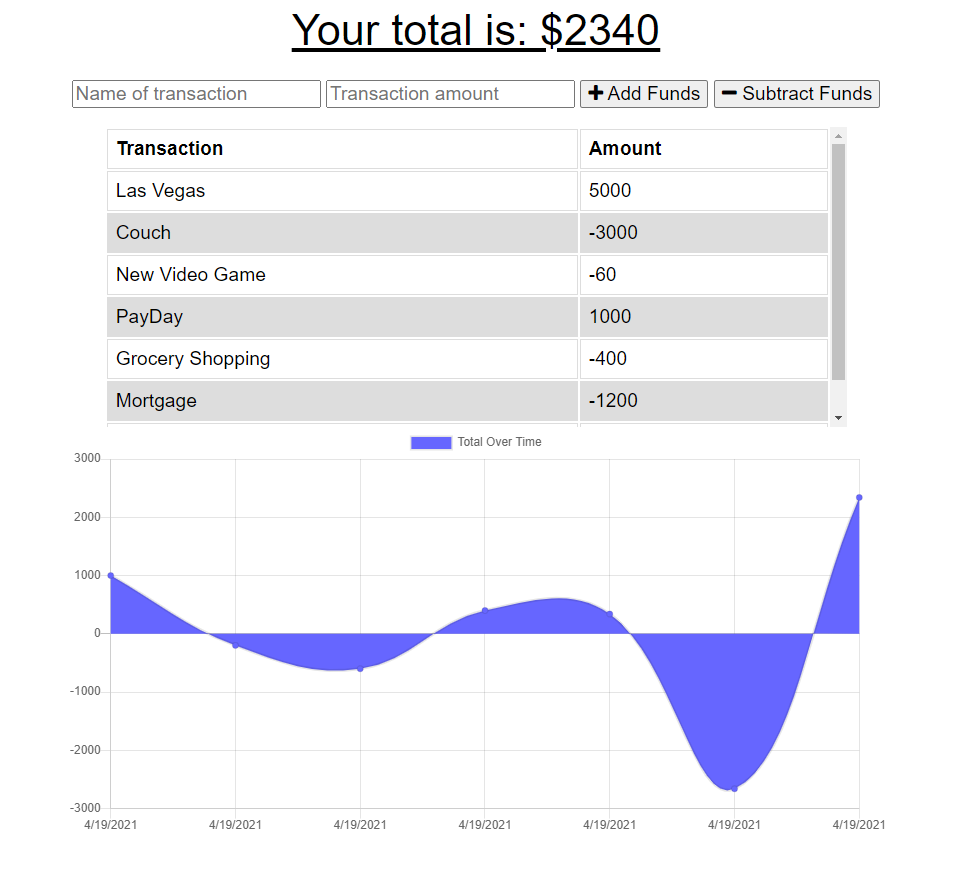 Your total is: $2340
Name of transaction Transaction amount Add Funds Subtract Funds
Transaction Amount
Las Vegas 5000
Couch -3000
New Video Game -60
PayDay 1000
Grocery Shopping -400
Mortgage -1200
Total Over Time
3000
2000
1000
0
-1000
-2000
-3000
4/19/2021 4/19/2021 4/19/2021 4/19/2021 4/19/2021 4/19/2021 4/19/2021